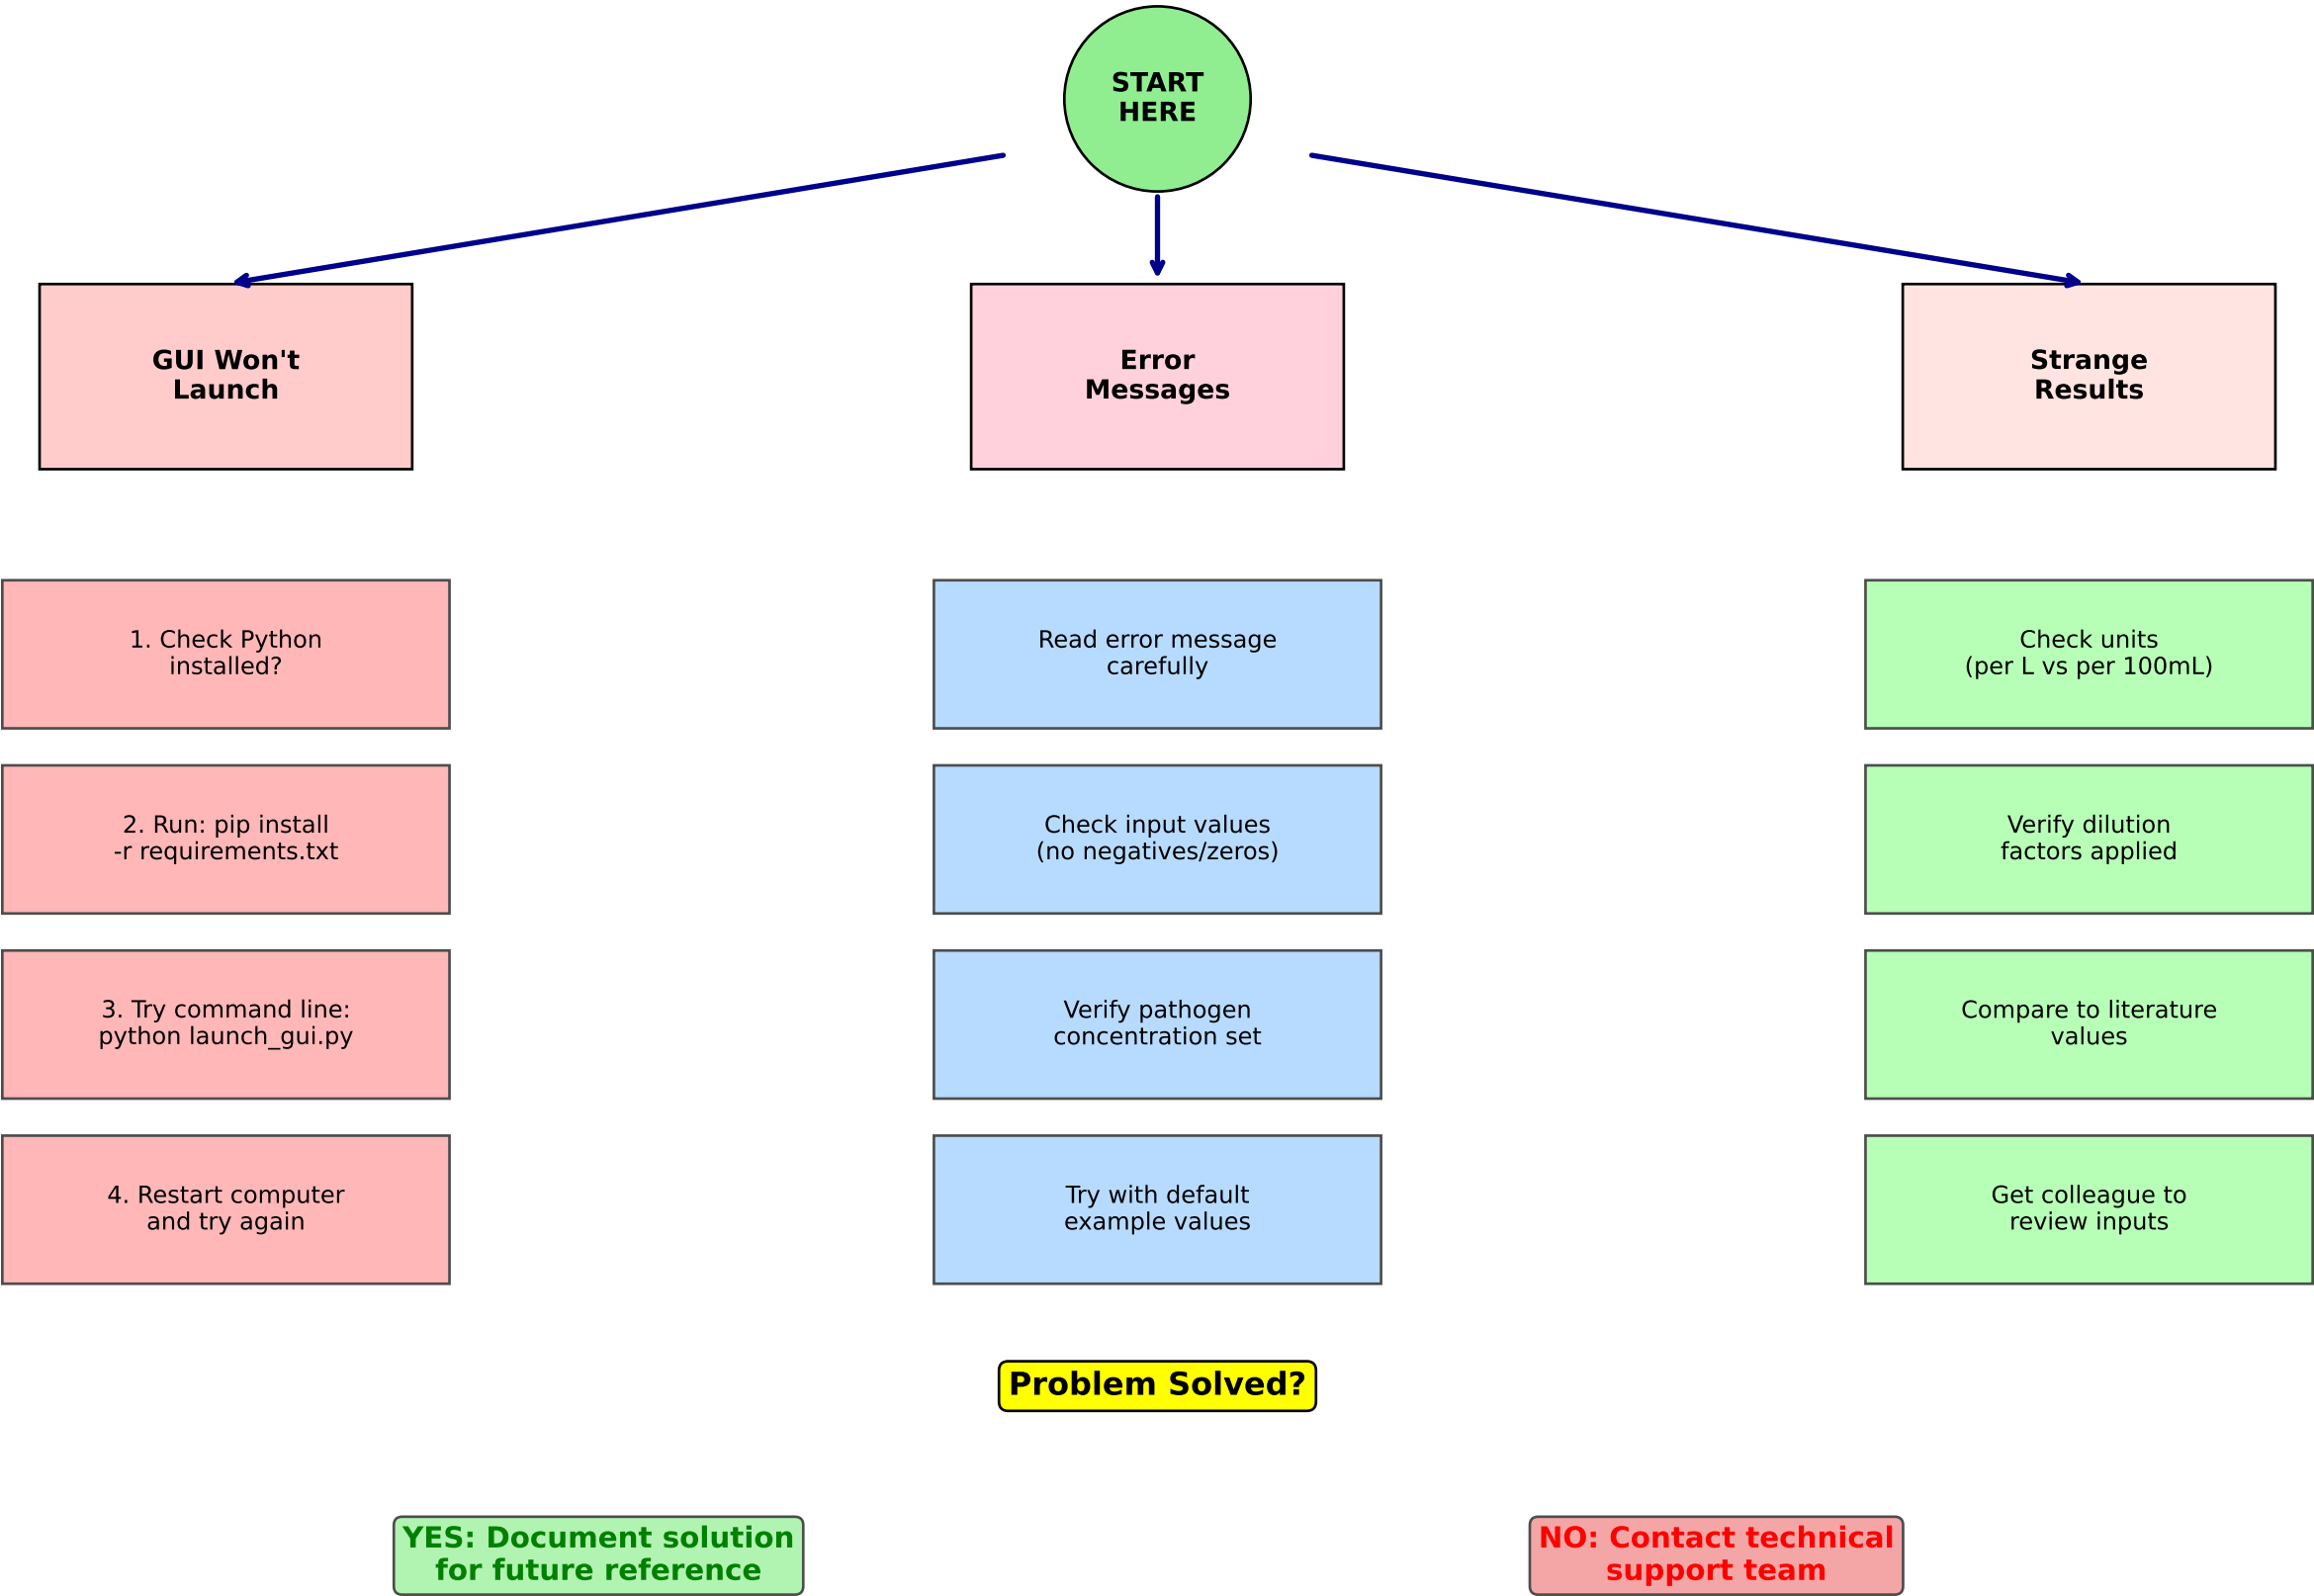 START
HERE
GUI Won't
Launch
Error
Messages
Strange
Results
1. Check Python
installed?
2. Run: pip install
-r requirements.txt
3. Try command line:
python launch_gui.py
4. Restart computer
and try again
Read error message
carefully
Check input values
(no negatives/zeros)
Verify pathogen
concentration set
Try with default
example values
Check units
(per L vs per 100mL)
Verify dilution
factors applied
Compare to literature
values
Get colleague to
review inputs
Problem Solved?
YES: Document solution
for future reference
NO: Contact technical
support team